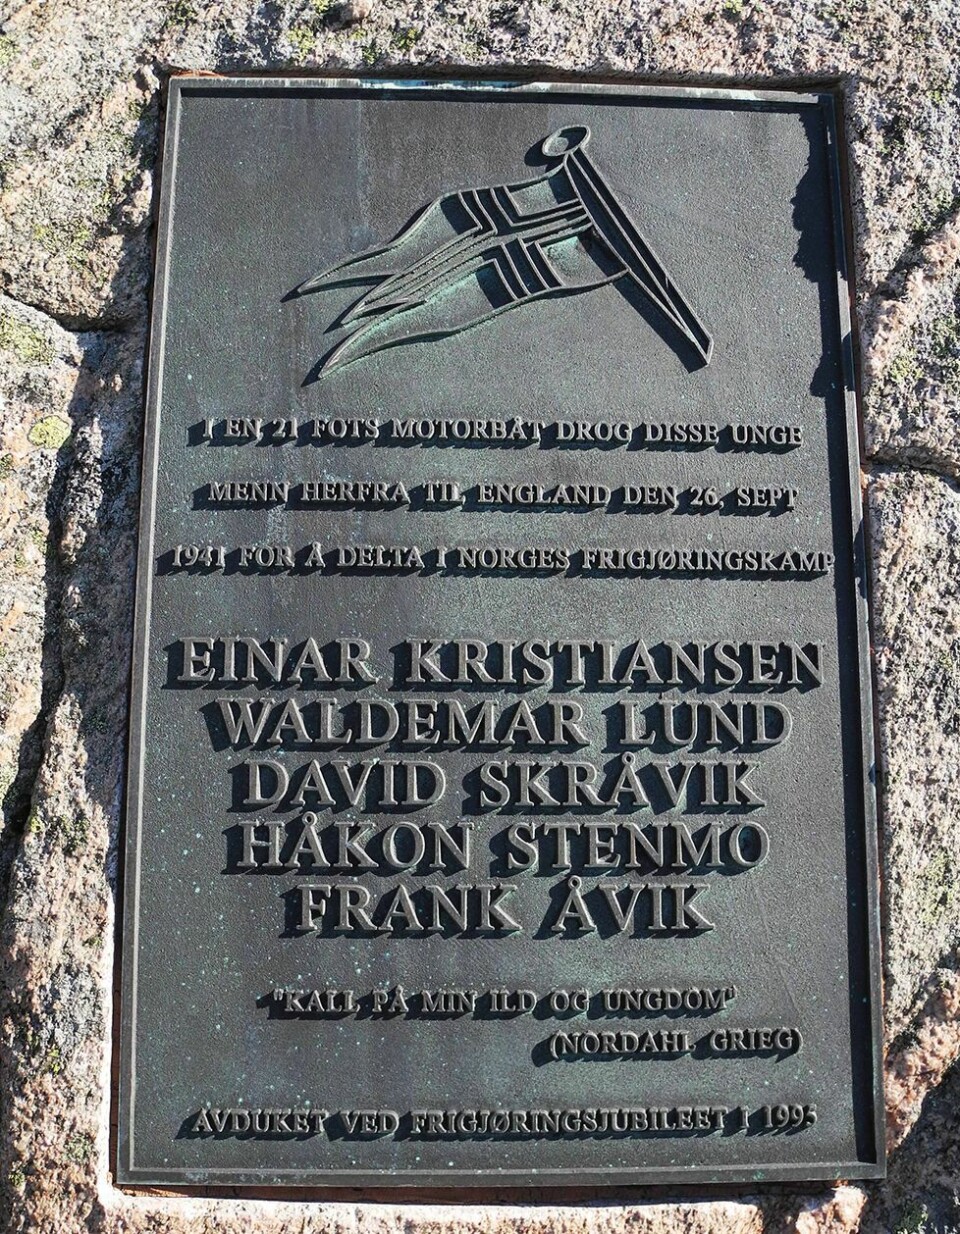 I EN 21 FOTS MOTORBÅT DROG DISSE UNGE
MENN HERFRA TIL ENGLAND DEN 26. SEPT
1941 FOR Å DELTA I NORGES FRIGJØRINGSKAMP
EINAR KRISTIANSEN
WALDEMAR LUND
DAVID SKRÅVIK
HÅKON STENMO
FRANK ÅVIK
"KALL PÅ MIN ILD OG UNGDOM"
(NORDAHL GRIEG)
AVDUKET VED FRIGJØRINGSJUBILEET I 1995